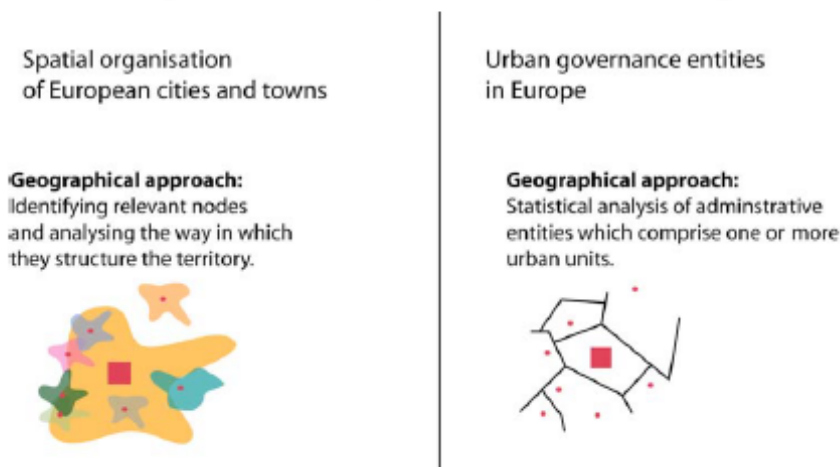 Spatial organisation
of European cities and towns
Geographical approach:
Identifying relevant nodes
and analysing the way in which
they structure the territory.
Urban governance entities
in Europe
Geographical approach:
Statistical analysis of adminstrative
entities which comprise one or more
urban units.